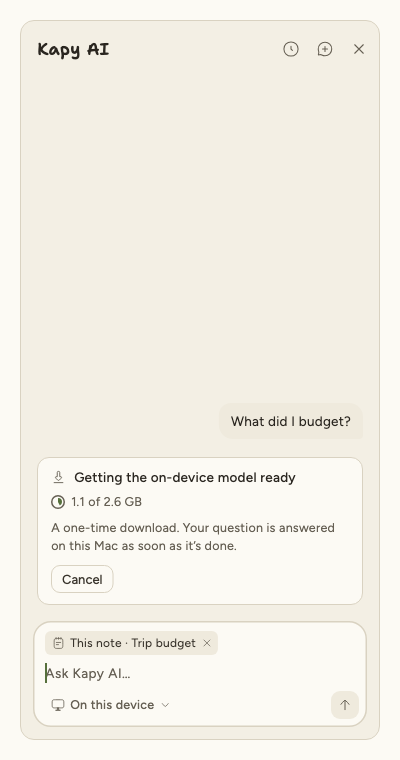 Kapy AI
What did I budget?
Getting the on-device model ready
1.1 of 2.6 GB
A one-time download. Your question is answered
on this Mac as soon as it's done.
Cancel
This note · Trip budget
Ask Kapy AI...
On this device